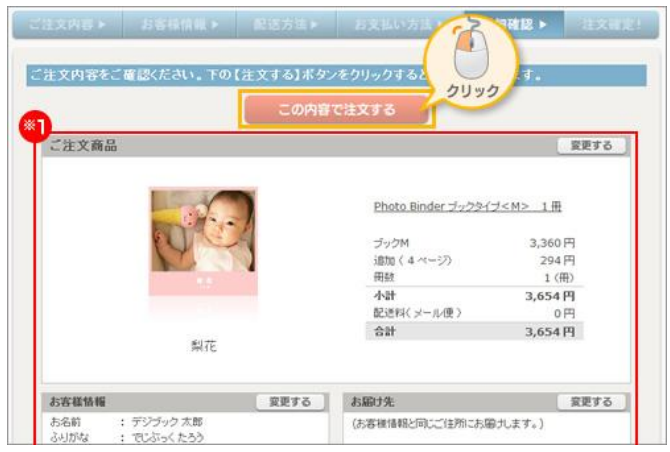 ご注文内容 ▶ お客様情報 ▶ 配送方法 ▶ お支払い方法 ▶ 確認 ▶ 注文確定!
ご注文内容をご確認ください。下の【注文する】ボタンをクリックすると
す。
クリック
この内容で注文する
※1
ご注文商品 変更する
Photo Binder ブックタイプ<M> 1冊
ブックM 3,360円
追加(4ページ) 294円
冊数 1(冊)
小計 3,654円
配送料(メール便) 0円
合計 3,654円
梨花
お客様情報 変更する
お届け先 変更する
お名前 : デジブック 太郎
ふりがな : でじぶっく たろう
(お客様情報と同じご住所にお届けします。)